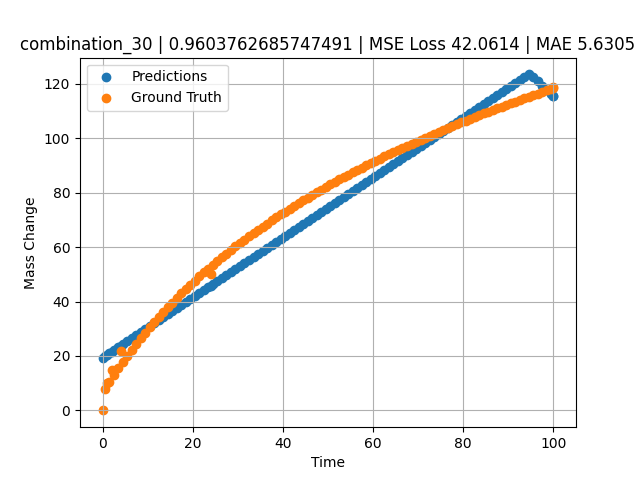 combination_30 | 0.9603762685747491 | MSE Loss 42.0614 | MAE 5.6305
Predictions
Ground Truth
120
100
80
60
40
20
0
Mass Change
0 20 40 60 80 100
Time